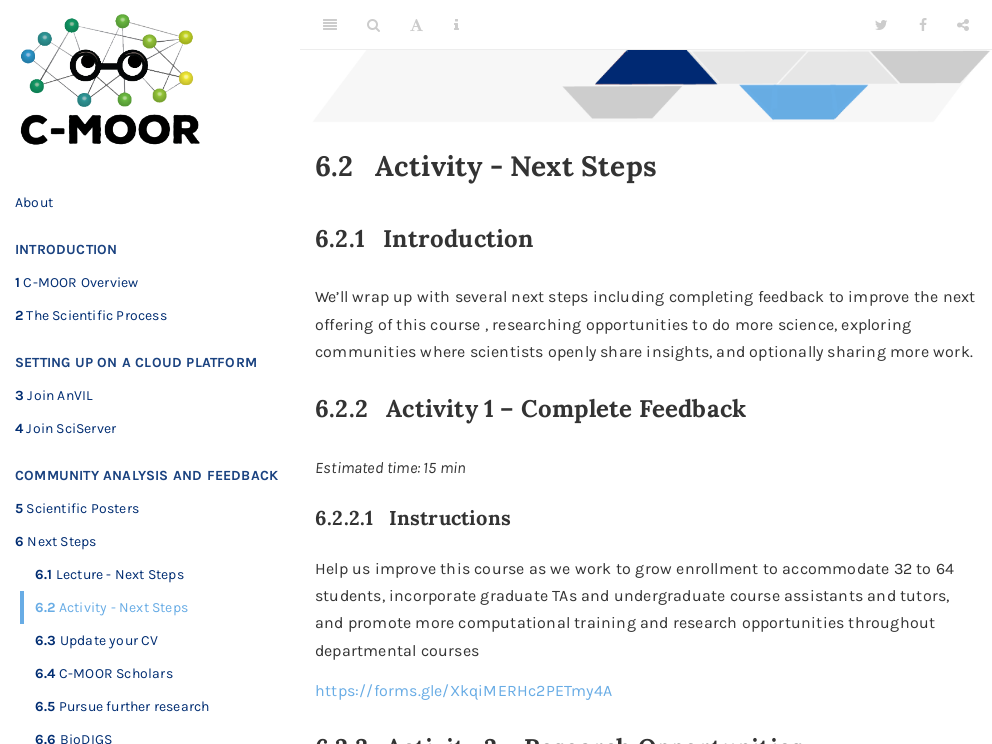 C-MOOR
About
INTRODUCTION
1 C-MOOR Overview
2 The Scientific Process
SETTING UP ON A CLOUD PLATFORM
3 Join AnVIL
4 Join SciServer
COMMUNITY ANALYSIS AND FEEDBACK
5 Scientific Posters
6 Next Steps
6.1 Lecture - Next Steps
6.2 Activity - Next Steps
6.3 Update your CV
6.4 C-MOOR Scholars
6.5 Pursue further research
6.6 BioDIGS
6.2 Activity - Next Steps
6.2.1 Introduction
We’ll wrap up with several next steps including completing feedback to improve the next
offering of this course , researching opportunities to do more science, exploring
communities where scientists openly share insights, and optionally sharing more work.
6.2.2 Activity 1 – Complete Feedback
Estimated time: 15 min
6.2.2.1 Instructions
Help us improve this course as we work to grow enrollment to accommodate 32 to 64
students, incorporate graduate TAs and undergraduate course assistants and tutors,
and promote more computational training and research opportunities throughout
departmental courses
https://forms.gle/XkqiMERHc2PETmy4A
6.2.3 Activity 2 – Research Opportunities